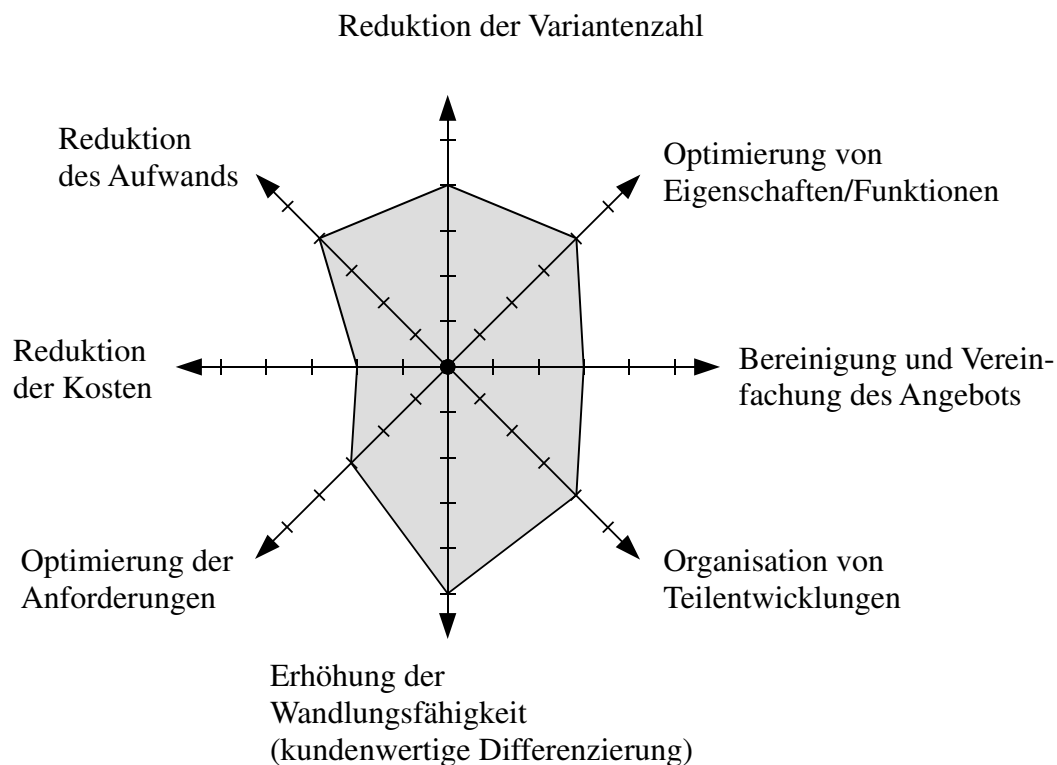 Reduktion der Variantenzahl
Reduktion
des Aufwands
Optimierung von
Eigenschaften/Funktionen
Reduktion
der Kosten
Bereinigung und Verein-
fachung des Angebots
Optimierung der
Anforderungen
Organisation von
Teilentwicklungen
Erhöhung der
Wandlungsfähigkeit
(kundenwertige Differenzierung)